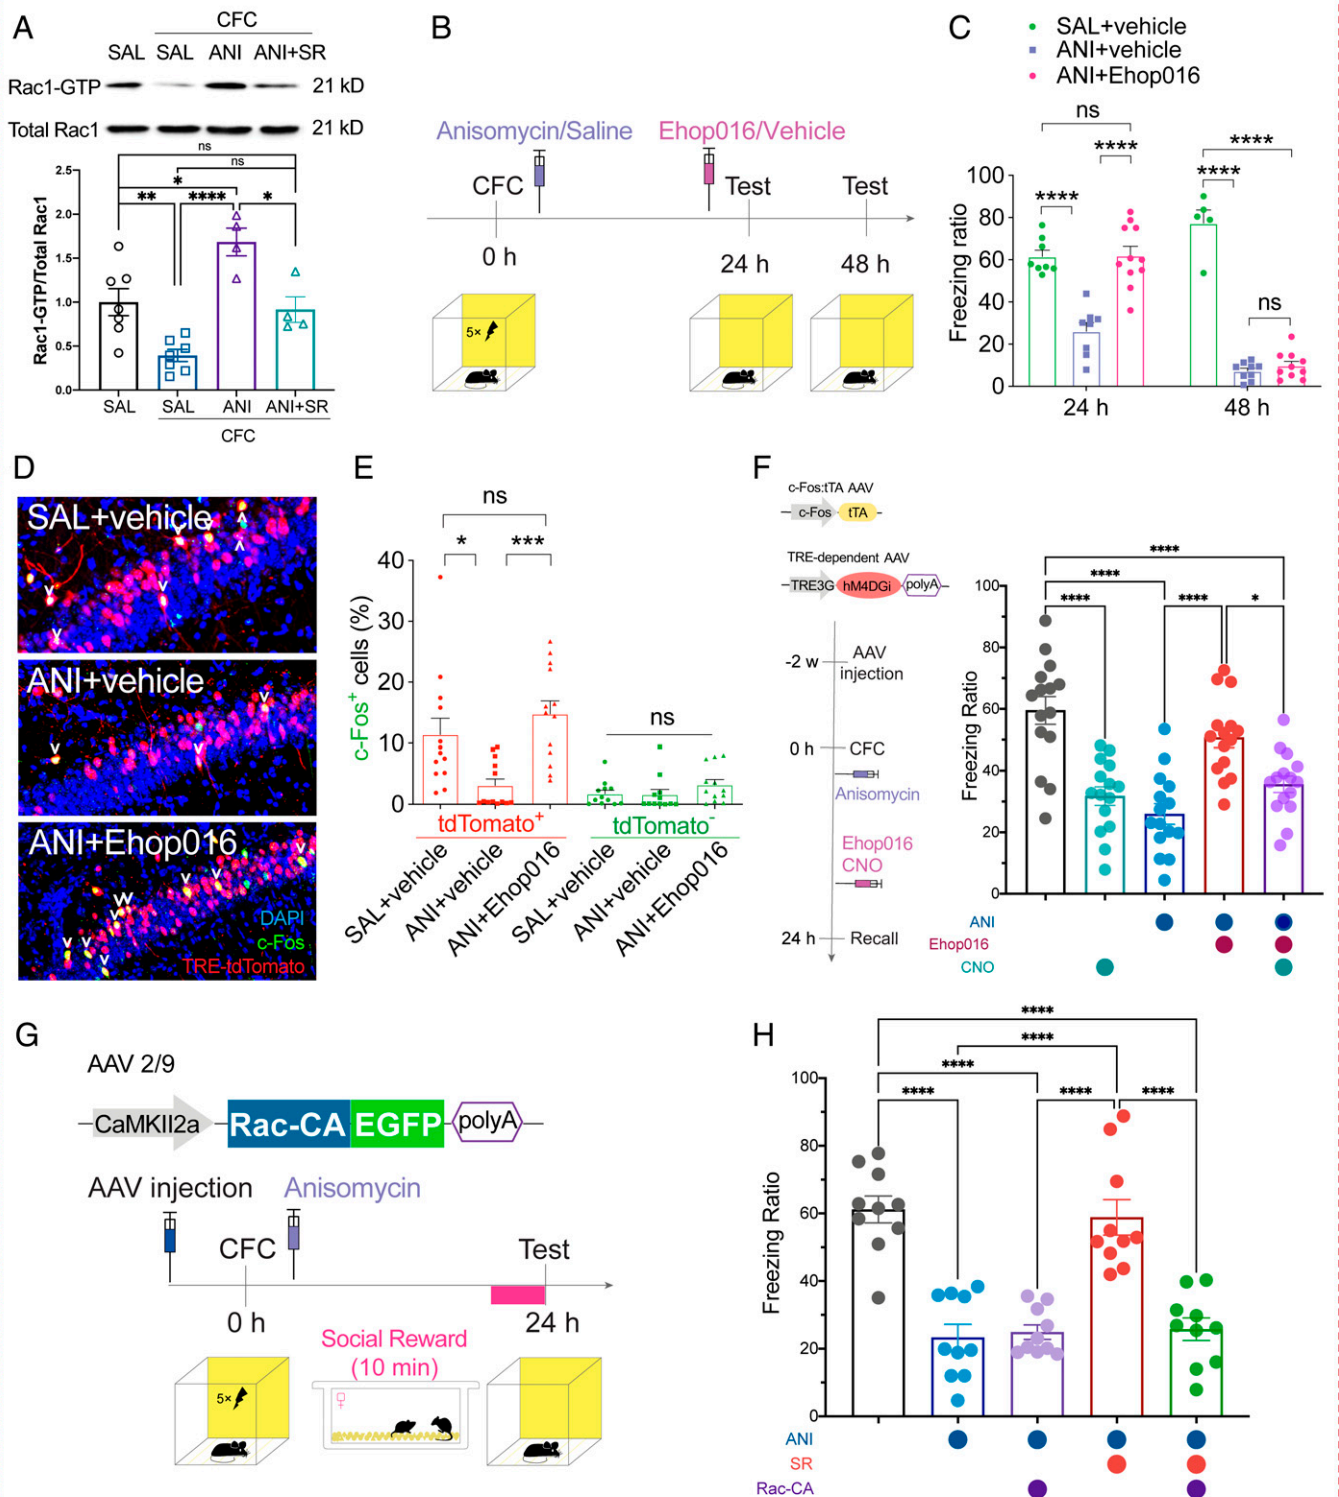 A
CFC
SAL SAL ANI ANI+SR
Rac1-GTP 21 kD
Total Rac1 21 kD
ns
ns
*
** **** *
Rac1-GTP/Total Rac1
2.5
2.0
1.5
1.0
0.5
0.0
SAL SAL ANI ANI+SR
CFC
B
Anisomycin/Saline Ehop016/Vehicle
CFC Test Test
0 h 24 h 48 h
5×
C
SAL+vehicle
ANI+vehicle
ANI+Ehop016
ns
****
****
****
****
ns
Freezing ratio
100
80
60
40
20
0
24 h 48 h
D
SAL+vehicle
ANI+vehicle
ANI+Ehop016
DAPI
c-Fos
TRE-tdTomato
E
ns
* ***
ns
c-Fos+ cells (%)
40
30
20
10
0
tdTomato+ tdTomato-
SAL+vehicle
ANI+vehicle
ANI+Ehop016
SAL+vehicle
ANI+vehicle
ANI+Ehop016
F
c-Fos:tTA AAV
c-Fos tTA
TRE-dependent AAV
TRE3G hM4DGi polyA
-2 w AAV
injection
0 h CFC
Anisomycin
Ehop016
CNO
24 h Recall
****
****
**** **** *
Freezing Ratio
100
80
60
40
20
0
ANI
Ehop016
CNO
G
AAV 2/9
CaMKII2a Rac-CA EGFP polyA
AAV injection Anisomycin
CFC Test
0 h 24 h
Social Reward
(10 min)
5×
♀
H
****
****
****
**** **** ****
Freezing Ratio
100
80
60
40
20
0
ANI
SR
Rac-CA